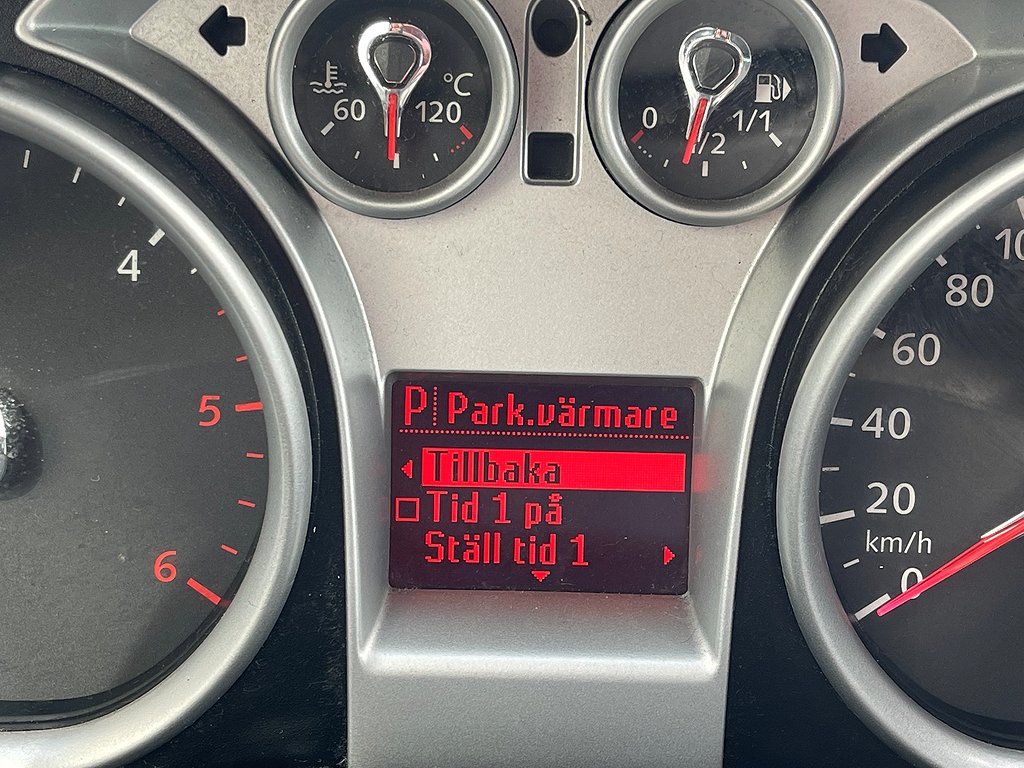 60 120 °C
0 1/2 1/1
4
5
6
P Park.värmare
Tillbaka
Tid 1 på
Ställ tid 1
80
60
40
20
km/h
0